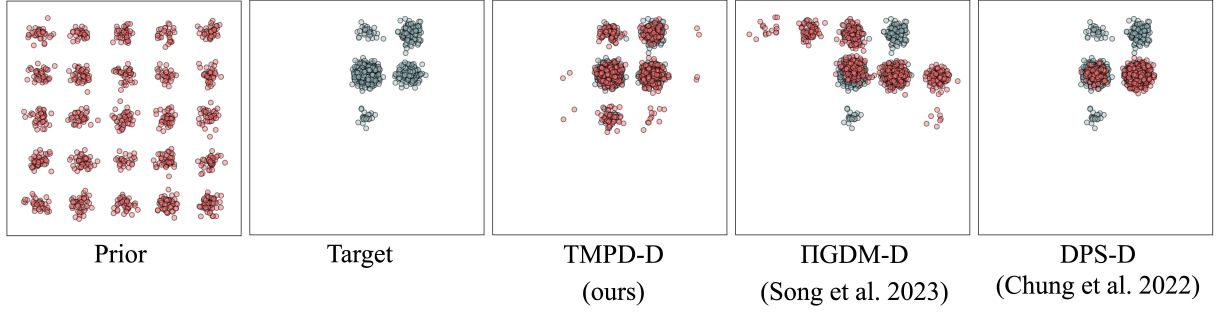 Prior
Target
TMPD-D
(ours)
ΠGDM-D
(Song et al. 2023)
DPS-D
(Chung et al. 2022)